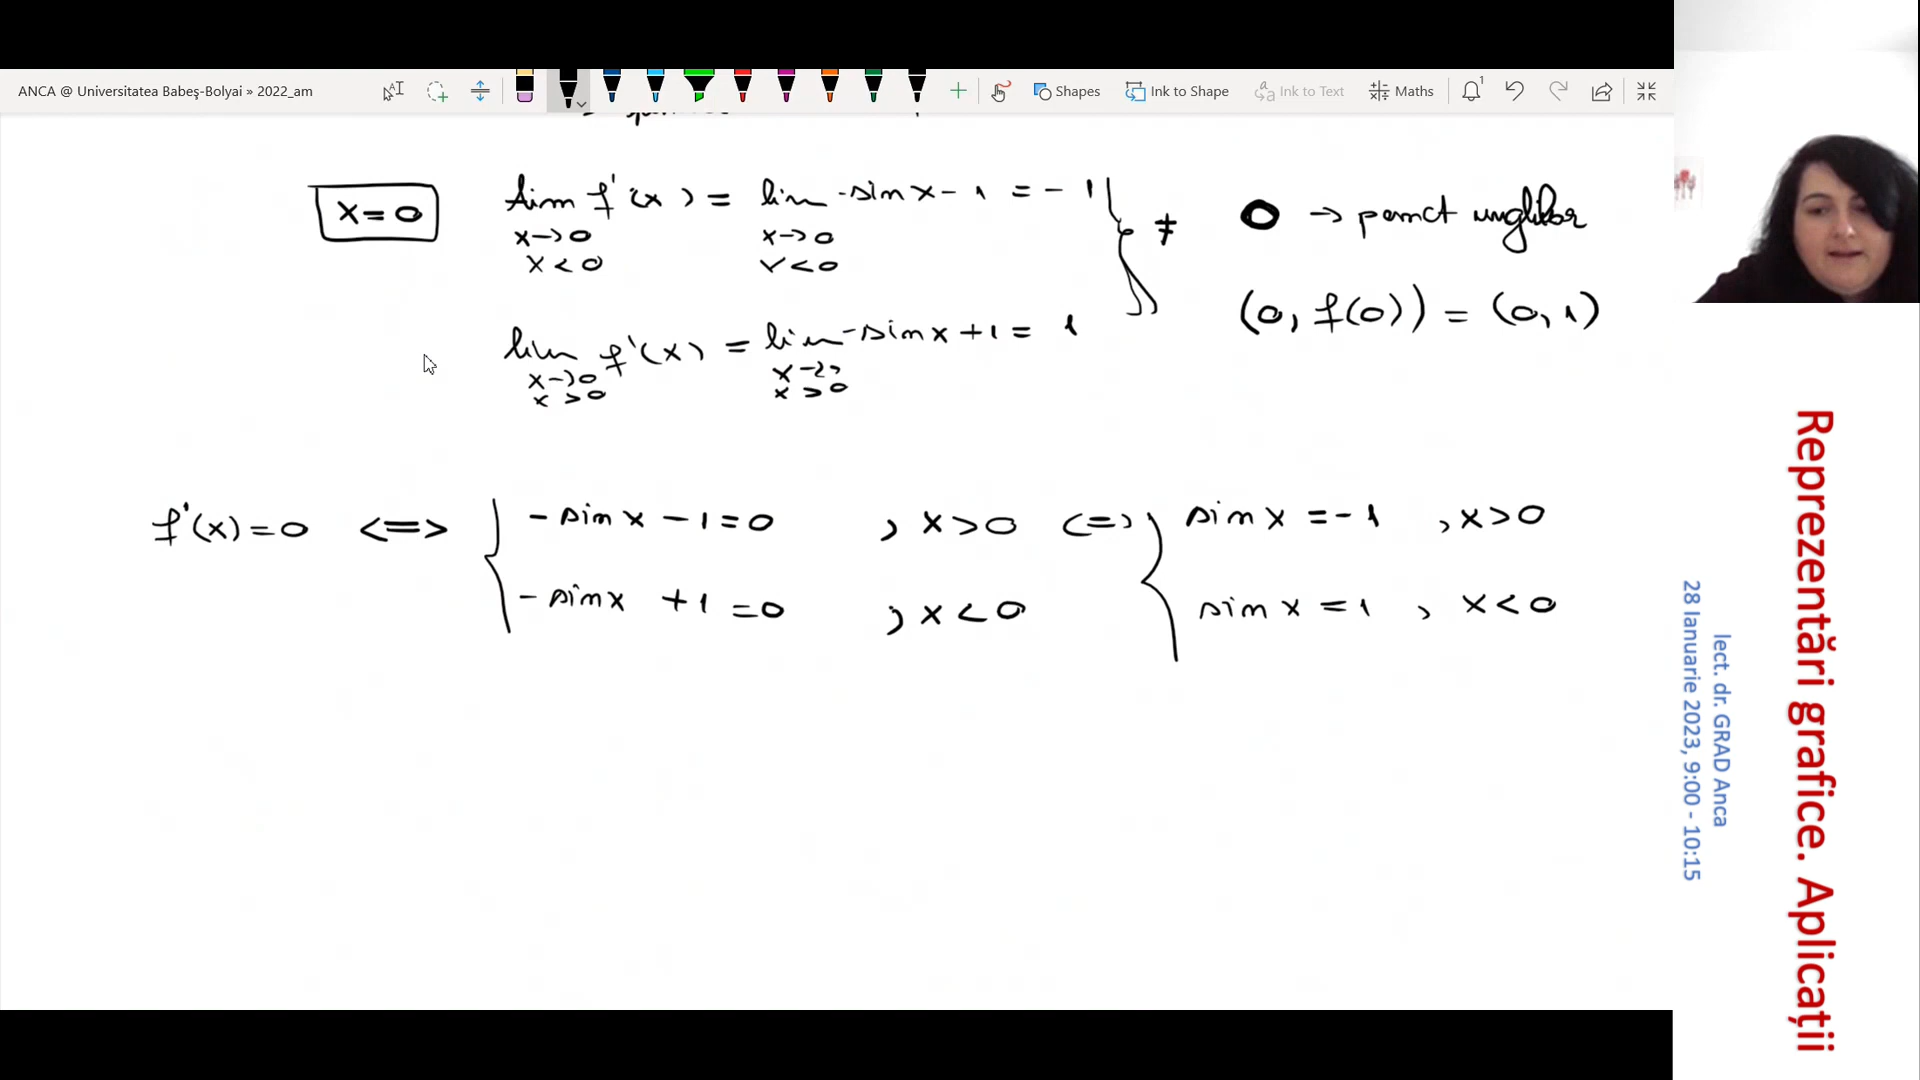 ANCA @ Universitatea Babeş-Bolyai » 2022_am
Shapes
Ink to Shape
Ink to Text
Maths
1
x = 0
lim f'(x) = lim -sin x - 1 = -1
x→0 x→0
x<0 x<0
≠
0 → punct unghiular
(0, f(0)) = (0, 1)
lim f'(x) = lim -sin x + 1 = 1
x→0 x→0
x>0 x>0
f'(x) = 0 <=> { -sin x - 1 = 0 , x > 0 <=> { sin x = -1 , x > 0
-sin x + 1 = 0 , x < 0 sin x = 1 , x < 0
Reprezentări grafice. Aplicații
lect. dr. GRAD Anca
28 Ianuarie 2023, 9:00 - 10:15